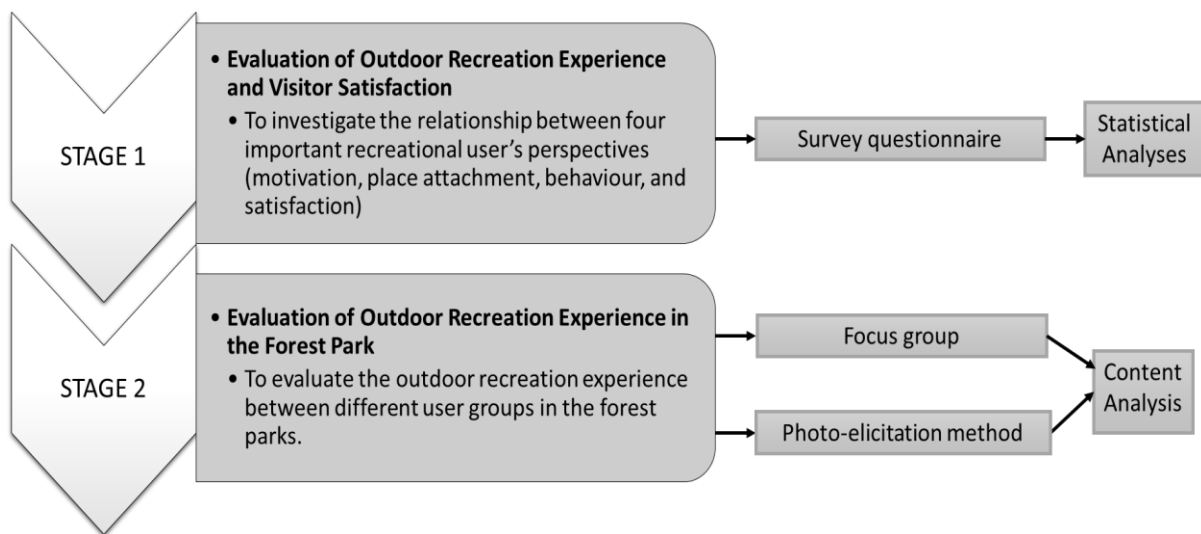 STAGE 1
• Evaluation of Outdoor Recreation Experience
and Visitor Satisfaction
• To investigate the relationship between four
important recreational user’s perspectives
(motivation, place attachment, behaviour, and
satisfaction)
Survey questionnaire
Statistical
Analyses
STAGE 2
• Evaluation of Outdoor Recreation Experience in
the Forest Park
• To evaluate the outdoor recreation experience
between different user groups in the forest
parks.
Focus group
Photo-elicitation method
Content
Analysis